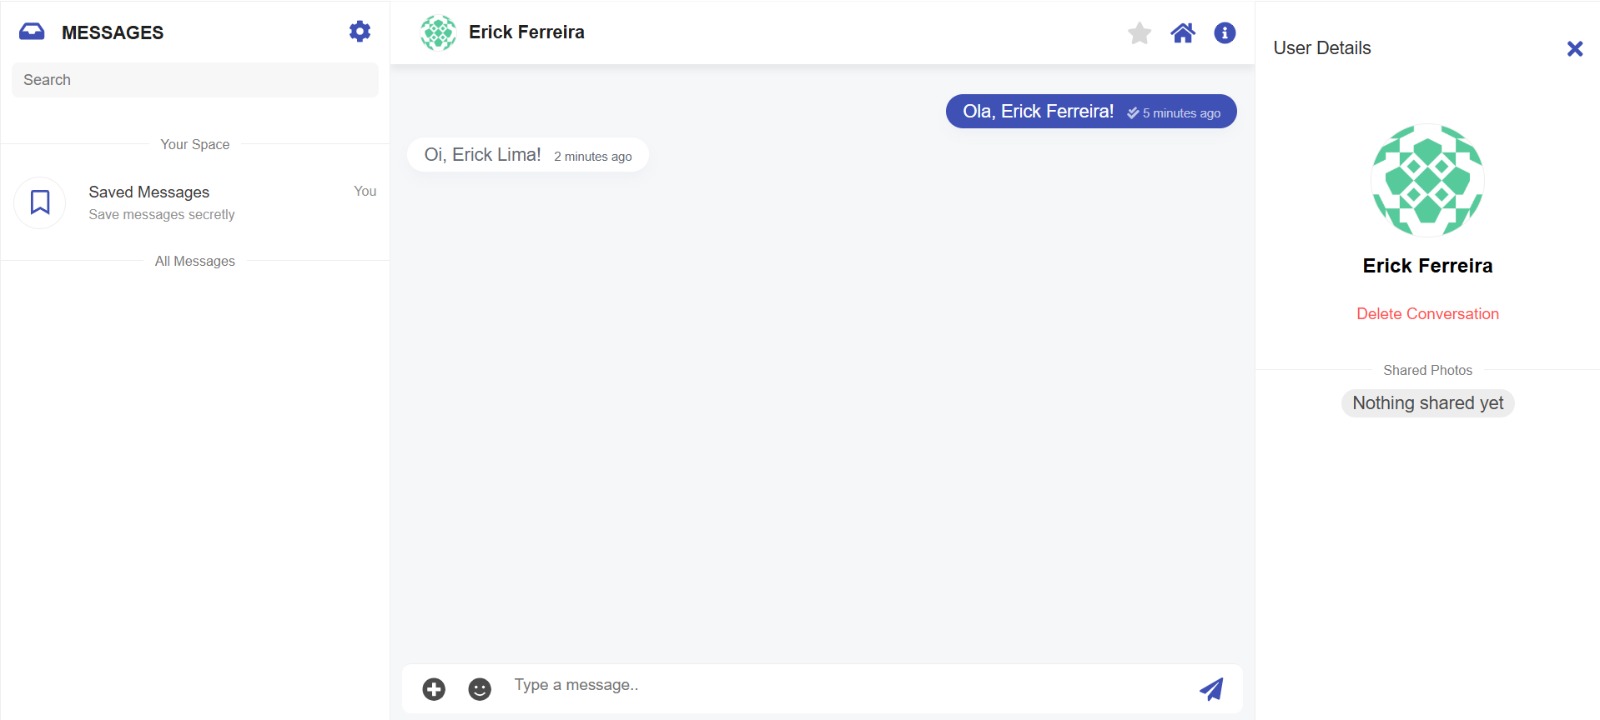 MESSAGES
Search
Your Space
Saved Messages
You
Save messages secretly
All Messages
Erick Ferreira
Ola, Erick Ferreira! 5 minutes ago
Oi, Erick Lima! 2 minutes ago
Type a message..
User Details
Erick Ferreira
Delete Conversation
Shared Photos
Nothing shared yet